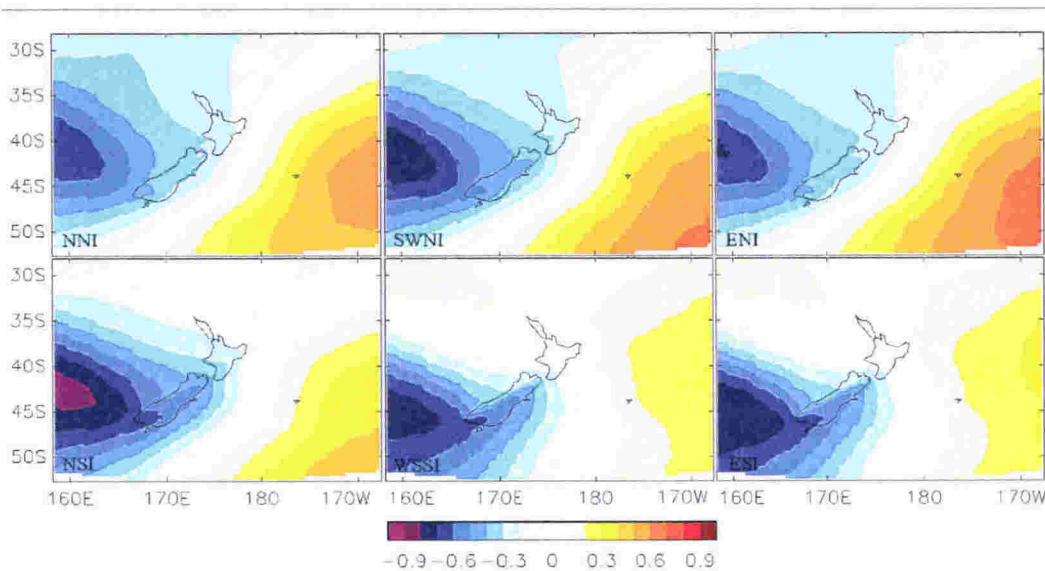 30S
35S
40S
45S
50S
NNI
SWNI
ENI
30S
35S
40S
45S
50S
NSI
WSSI
ESI
160E 170E 180 170W 160E 170E 180 170W 160E 170E 180 170W
-0.9 -0.6 -0.3 0 0.3 0.6 0.9